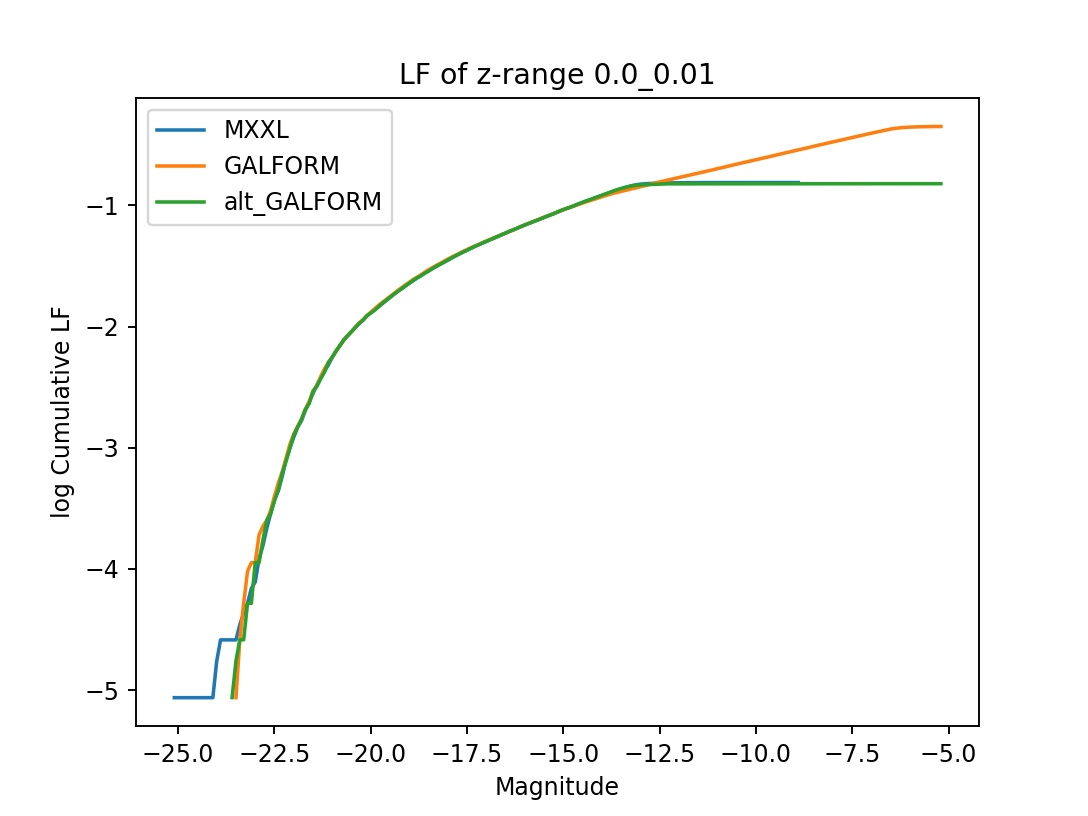 LF of z-range 0.0_0.01
MXXL
GALFORM
alt_GALFORM
log Cumulative LF
−1
−2
−3
−4
−5
−25.0
−22.5
−20.0
−17.5
−15.0
−12.5
−10.0
−7.5
−5.0
Magnitude